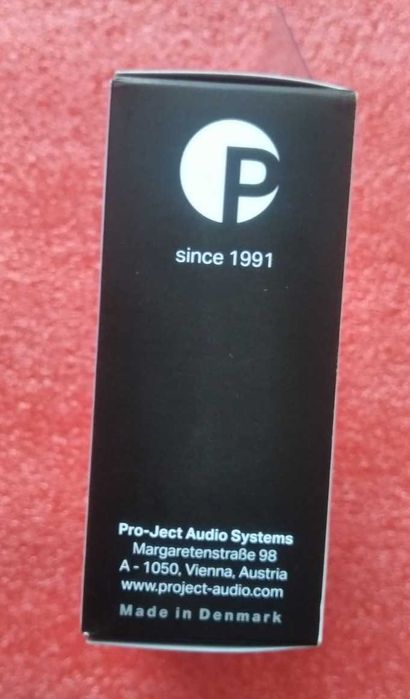 P
since 1991
Pro-Ject Audio Systems
Margaretenstraße 98
A - 1050, Vienna, Austria
www.project-audio.com
Made in Denmark